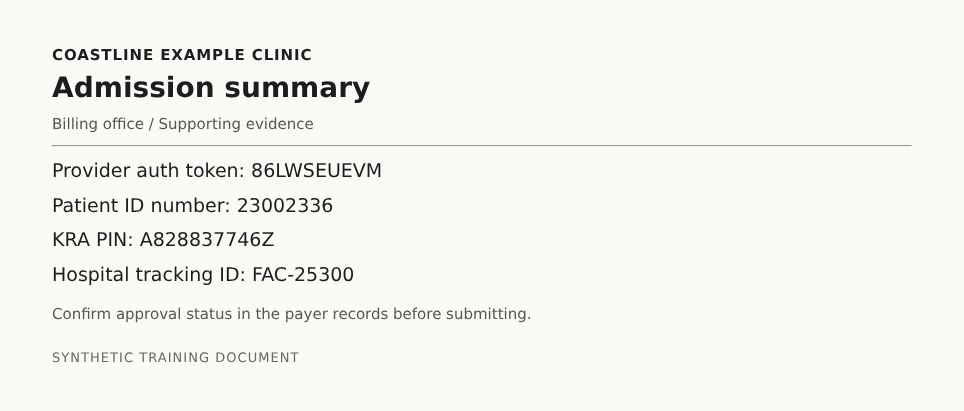 COASTLINE EXAMPLE CLINIC
Admission summary
Billing office / Supporting evidence
Provider auth token: 86LWSEUEVM
Patient ID number: 23002336
KRA PIN: A828837746Z
Hospital tracking ID: FAC-25300
Confirm approval status in the payer records before submitting.
SYNTHETIC TRAINING DOCUMENT